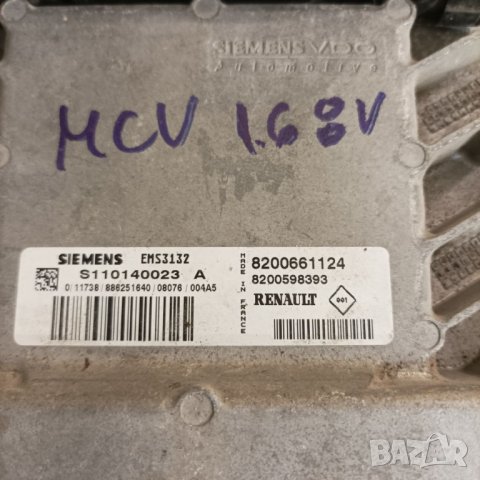 SIEMENS VDO
Automotive
MCV 1.6 8V
SIEMENS EMS3132
S110140023 A
0/11738/886251640/08076/004A5
MADE IN FRANCE
8200661124
8200598393
RENAULT
001
BAZAR